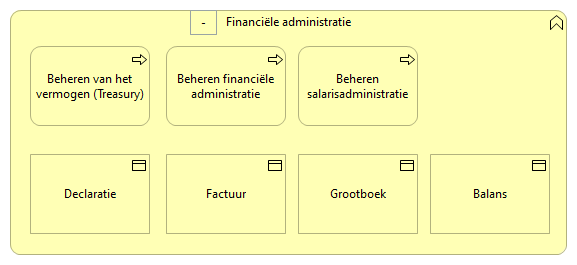 - Financiële administratie
Beheren van het
vermogen (Treasury)
Beheren financiële
administratie
Beheren
salarisadministratie
Declaratie
Factuur
Grootboek
Balans